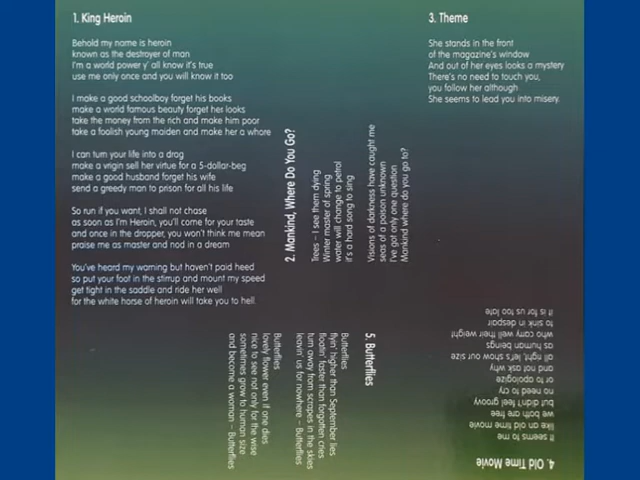 1. King Heroin
Behold my name is heroin
known as the destroyer of man
I'm a world power y' all know it's true
use me only once and you will know it too
I make a good schoolboy forget his books
make a world famous beauty forget her looks
take the money from the rich and make him poor
take a foolish young maiden and make her a whore
I can turn your life into a drag
make a virgin sell her virtue for a 5-dollar-beg
make a good husband forget his wife
send a greedy man to prison for all his life
So run if you want, I shall not chase
as soon as I'm Heroin, you'll come for your taste
and once in the dropper, you won't think me mean
praise me as master and nod in a dream
You've heard my warning but haven't paid heed
so put your foot in the stirrup and mount my speed
get tight in the saddle and ride her well
for the white horse of heroin will take you to hell.
2. Mankind, Where Do You Go?
Trees – I see them dying
Winter master of spring
water will change to petrol
it's a hard song to sing
Visions of darkness have caught me
seas of a poison unknown
I've got only one question
Mankind where do you go to?
3. Theme
She stands in the front
of the magazine's window
And out of her eyes looks a mystery
There's no need to touch you,
you follow her although
She seems to lead you into misery.
4. Old Time Movie
It seems to me
like an old time movie
we both are free
but didn't feel groovy
no need to cry
or to apologize
and not ask why
all right, let's show our size
as human beings
who carry well their weight
to sink in despair
it is for us too late
5. Butterflies
Butterflies
flyin' higher than September lies
floatin' faster than forgotten cries
turn away from scrapes in the skies
leavin' us for nowhere – Butterflies
Butterflies
lovely flower even if one dies
nice to see not only for the wise
sometimes grow to human size
and become a woman – Butterflies